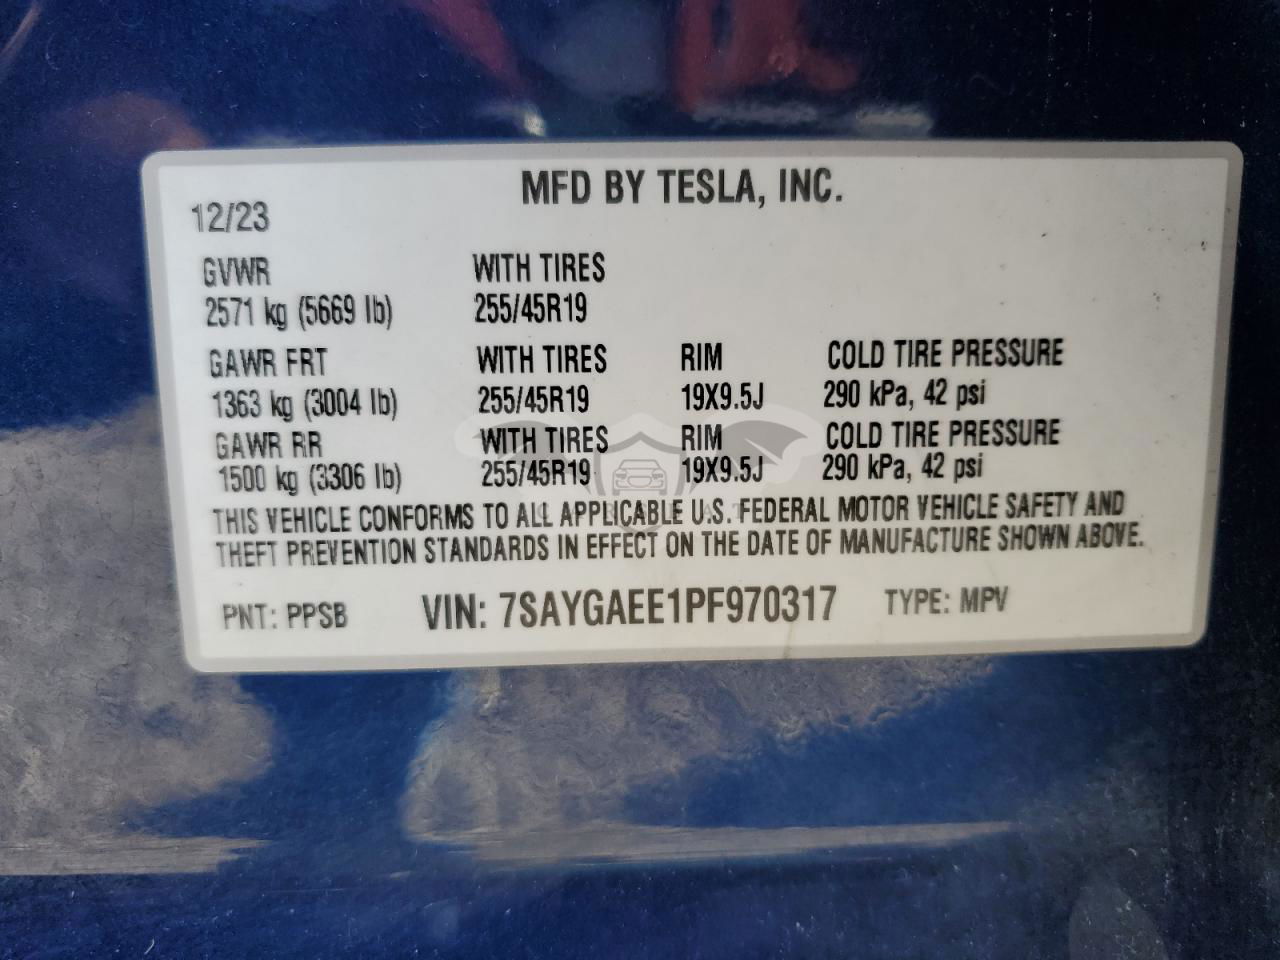 MFD BY TESLA, INC.
12/23
GVWR WITH TIRES
2571 kg (5669 lb) 255/45R19
GAWR FRT WITH TIRES RIM COLD TIRE PRESSURE
1363 kg (3004 lb) 255/45R19 19X9.5J 290 kPa, 42 psi
GAWR RR WITH TIRES RIM COLD TIRE PRESSURE
1500 kg (3306 lb) 255/45R19 19X9.5J 290 kPa, 42 psi
THIS VEHICLE CONFORMS TO ALL APPLICABLE U.S. FEDERAL MOTOR VEHICLE SAFETY AND
THEFT PREVENTION STANDARDS IN EFFECT ON THE DATE OF MANUFACTURE SHOWN ABOVE.
PNT: PPSB VIN: 7SAYGAEE1PF970317 TYPE: MPV